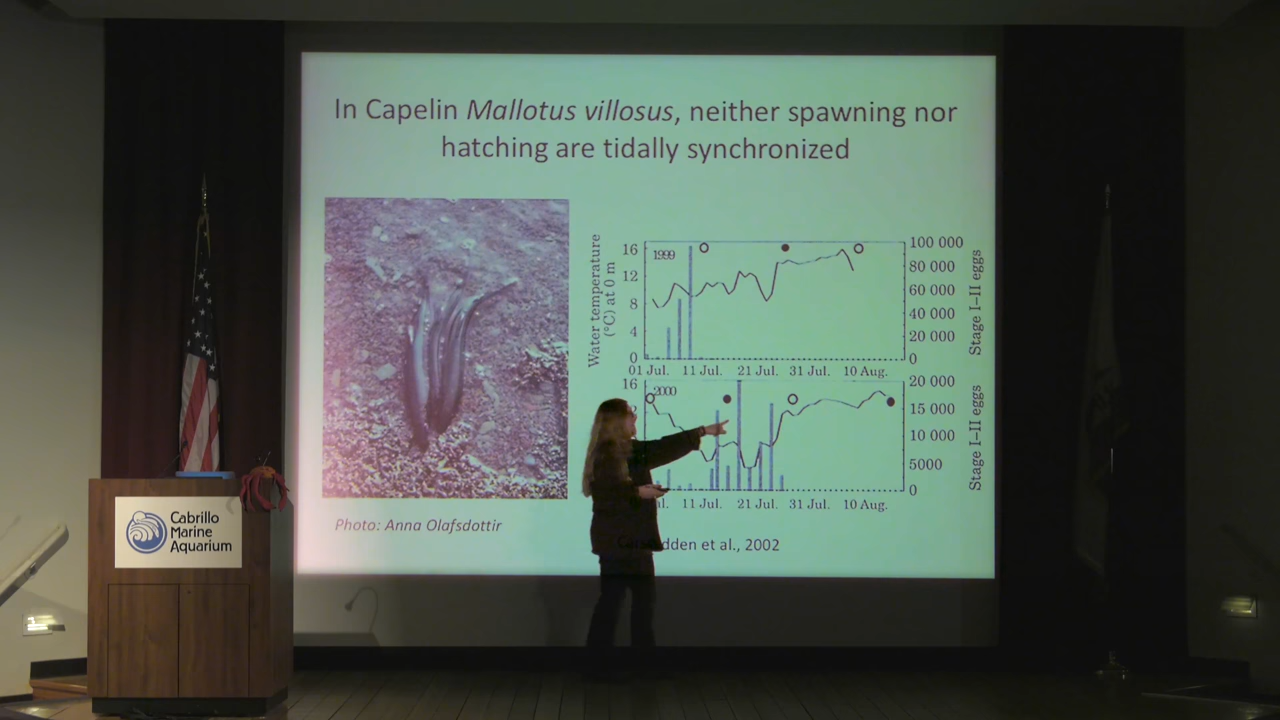 In Capelin Mallotus villosus, neither spawning nor
hatching are tidally synchronized
Water temperature
(°C) at 0 m
16
12
8
4
0
1999
100 000
80 000
60 000
40 000
20 000
0
Stage I–II eggs
01 Jul. 11 Jul. 21 Jul. 31 Jul. 10 Aug.
16
2000
20 000
15 000
10 000
5000
0
Stage I–II eggs
11 Jul. 21 Jul. 31 Jul. 10 Aug.
Photo: Anna Olafsdottir
et al., 2002
Cabrillo
Marine
Aquarium